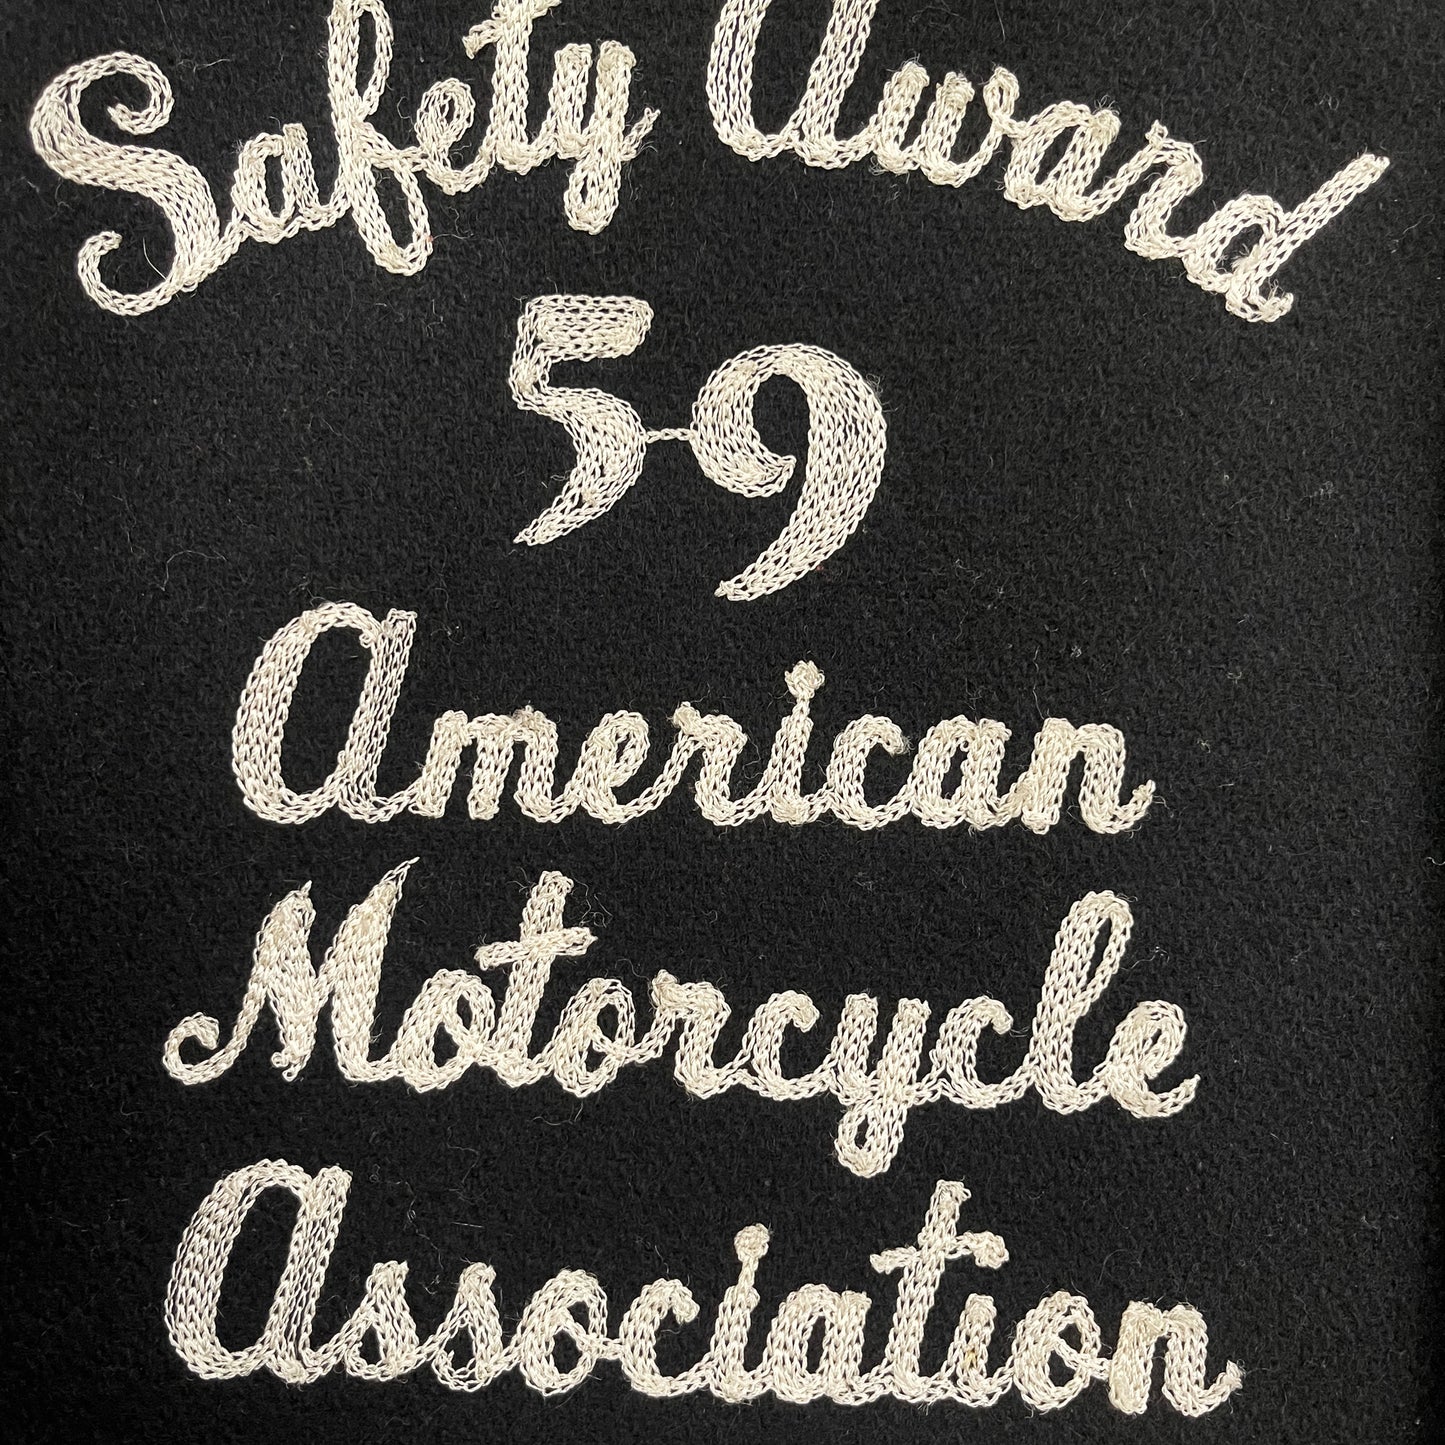 Safety Award
59
American
Motorcycle
Association